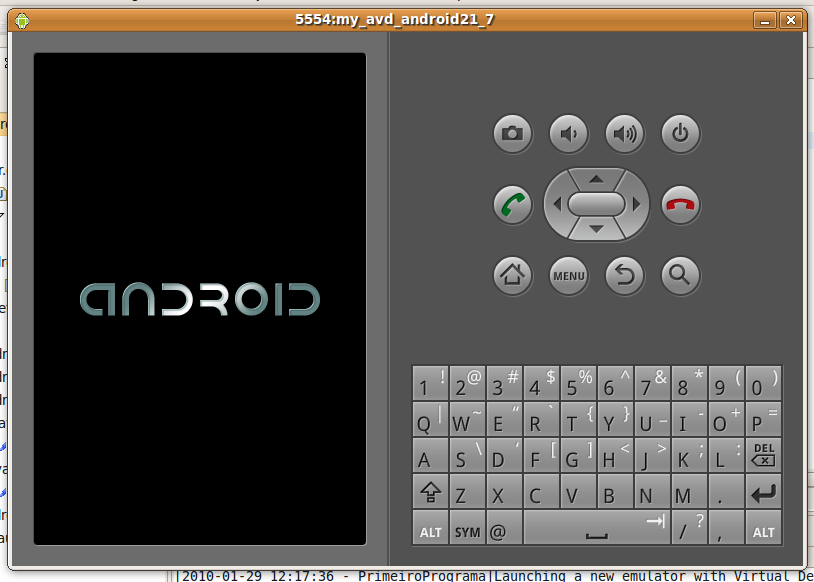 5554:my_avd_android21_7
ANDROID
MENU
1 ! 2 @ 3 # 4 $ 5 % 6 ^ 7 & 8 * 9 ( 0 )
Q | W ~ E “ R ` T { Y } U _ I - O + P =
A S \ D ‘ F [ G ] H < J > K ; L : DEL
Z X C V B N M .
ALT SYM @ / ? , ALT
[2010-01-29 12:17:36 - PrimeiroPrograma]Launching a new emulator with Virtual De